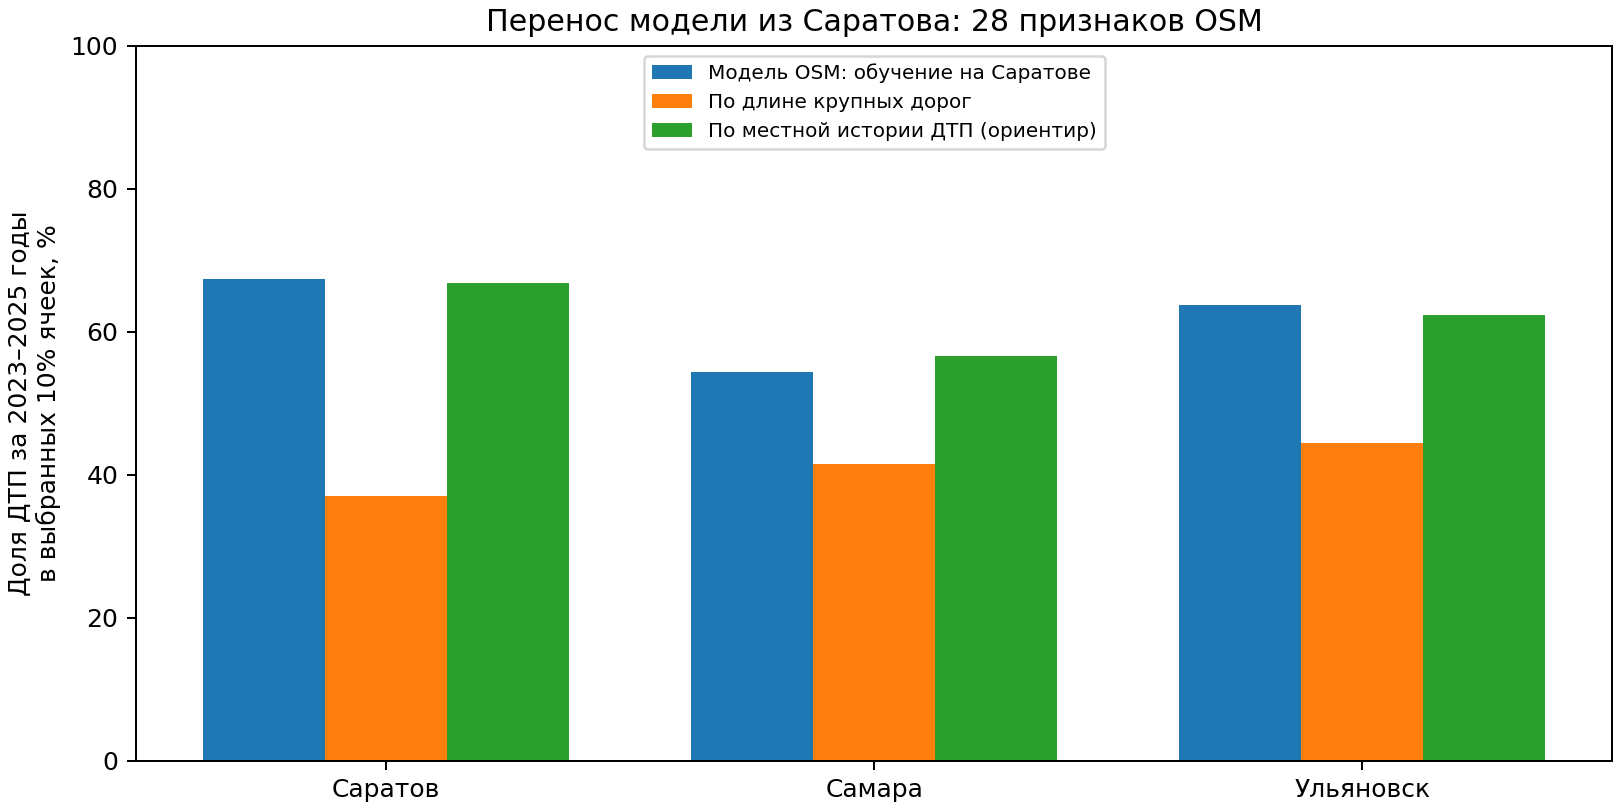 Перенос модели из Саратова: 28 признаков OSM
Модель OSM: обучение на Саратове
По длине крупных дорог
По местной истории ДТП (ориентир)
Доля ДТП за 2023–2025 годы
в выбранных 10% ячеек, %
100
80
60
40
20
0
Саратов
Самара
Ульяновск